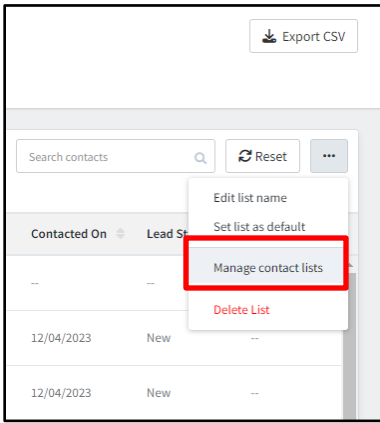 Export CSV
Search contacts
Reset
Edit list name
Set list as default
Manage contact lists
Delete List
Contacted On
Lead St
-- --
12/04/2023 New --
12/04/2023 New --